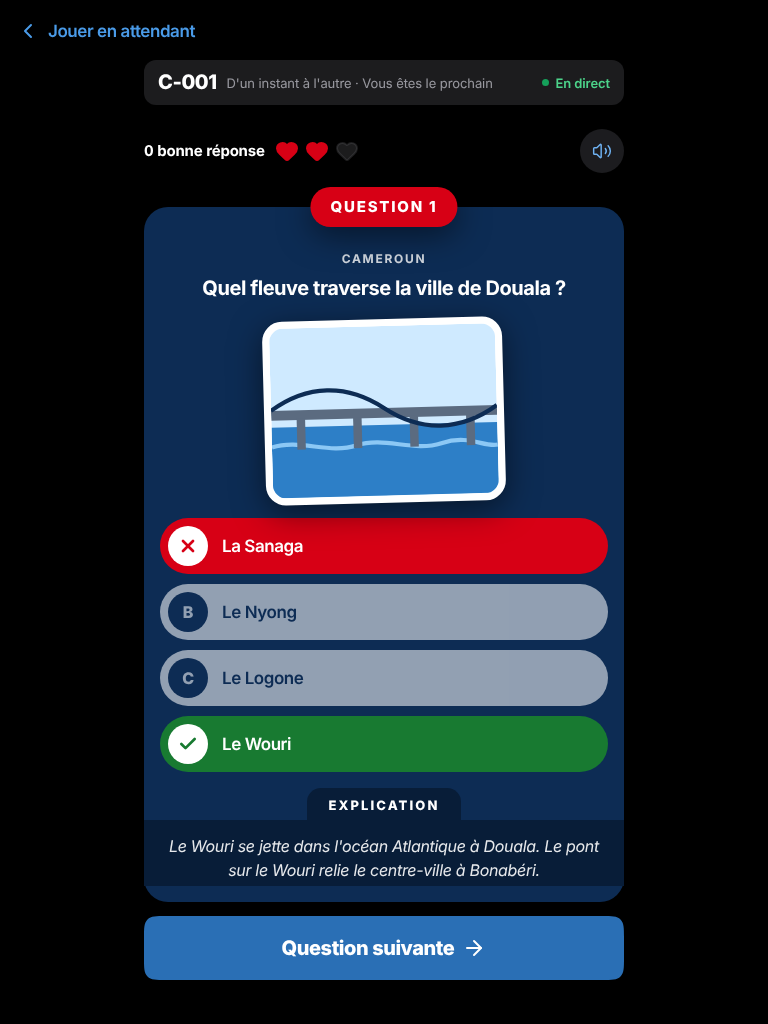 Jouer en attendant
C-001 D'un instant à l'autre · Vous êtes le prochain En direct
0 bonne réponse
QUESTION 1
CAMEROUN
Quel fleuve traverse la ville de Douala ?
La Sanaga
B Le Nyong
C Le Logone
Le Wouri
EXPLICATION
Le Wouri se jette dans l'océan Atlantique à Douala. Le pont
sur le Wouri relie le centre-ville à Bonabéri.
Question suivante